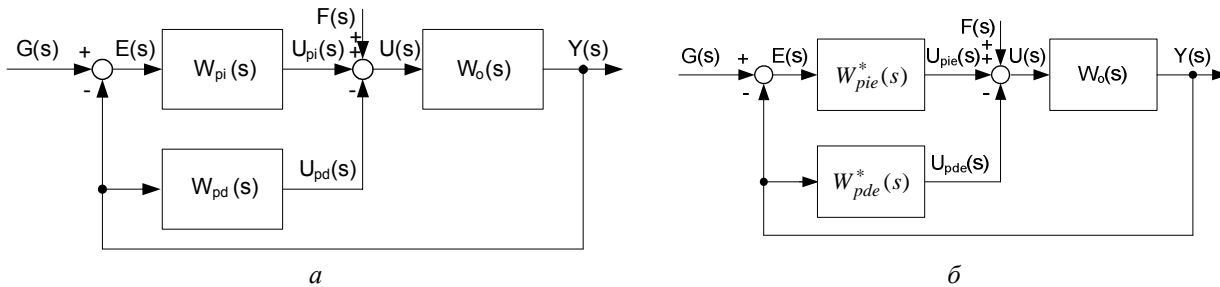 F(s)
G(s) + E(s) W_pi(s) U_pi(s) + + U(s) W_o(s) Y(s)
- -
W_pd(s) U_pd(s)
а
F(s)
G(s) + E(s) W*_pie(s) U_pie(s) + + U(s) W_o(s) Y(s)
- -
W*_pde(s) U_pde(s)
б